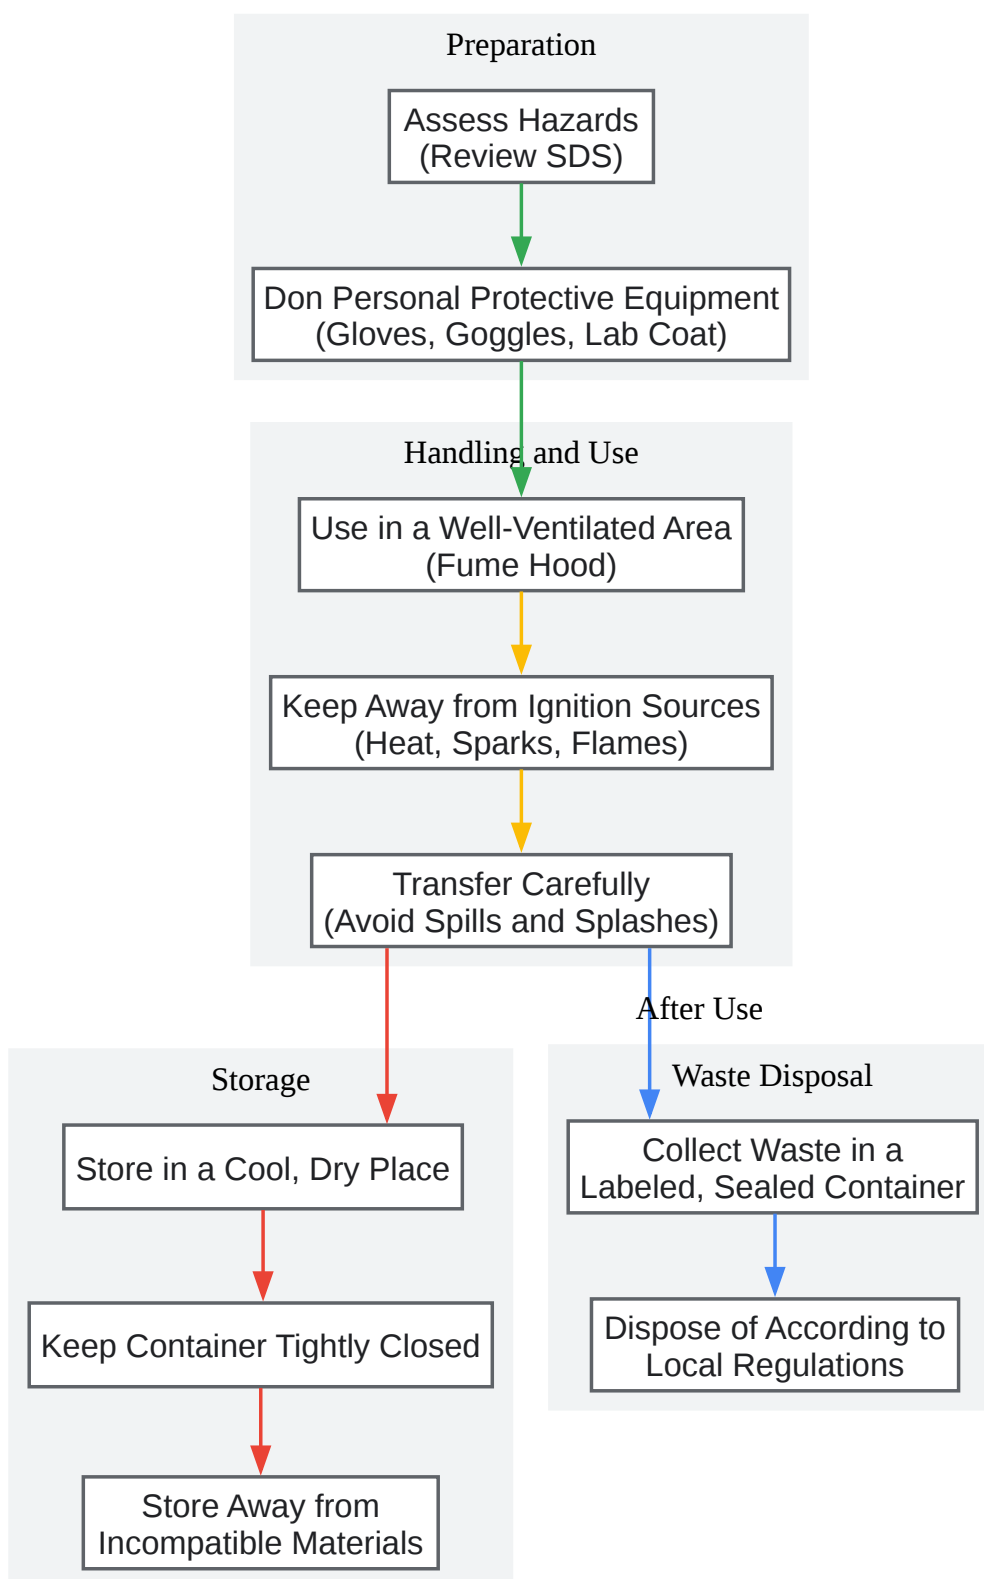 Preparation
Assess Hazards
(Review SDS)
Don Personal Protective Equipment
(Gloves, Goggles, Lab Coat)
Handling and Use
Use in a Well-Ventilated Area
(Fume Hood)
Keep Away from Ignition Sources
(Heat, Sparks, Flames)
Transfer Carefully
(Avoid Spills and Splashes)
After Use
Storage
Store in a Cool, Dry Place
Keep Container Tightly Closed
Store Away from
Incompatible Materials
Waste Disposal
Collect Waste in a
Labeled, Sealed Container
Dispose of According to
Local Regulations